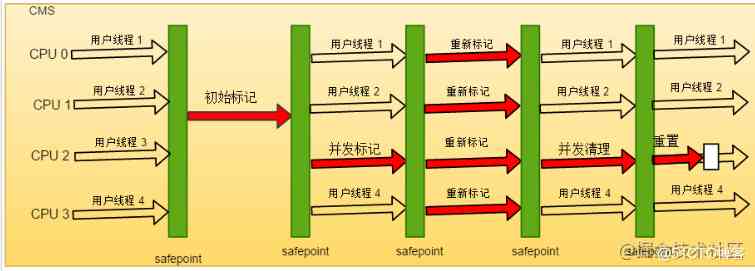 CMS
用户线程 1 用户线程 1 重新标记 用户线程 1 用户线程 1
CPU 0
用户线程 2 初始标记 用户线程 2 重新标记 用户线程 2 用户线程 2
CPU 1
用户线程 3 并发标记 重新标记 并发清理 重置
CPU 2
用户线程 4 用户线程 4 重新标记 用户线程 4 用户线程 4
CPU 3
safepoint safepoint safepoint safepoint safepoint